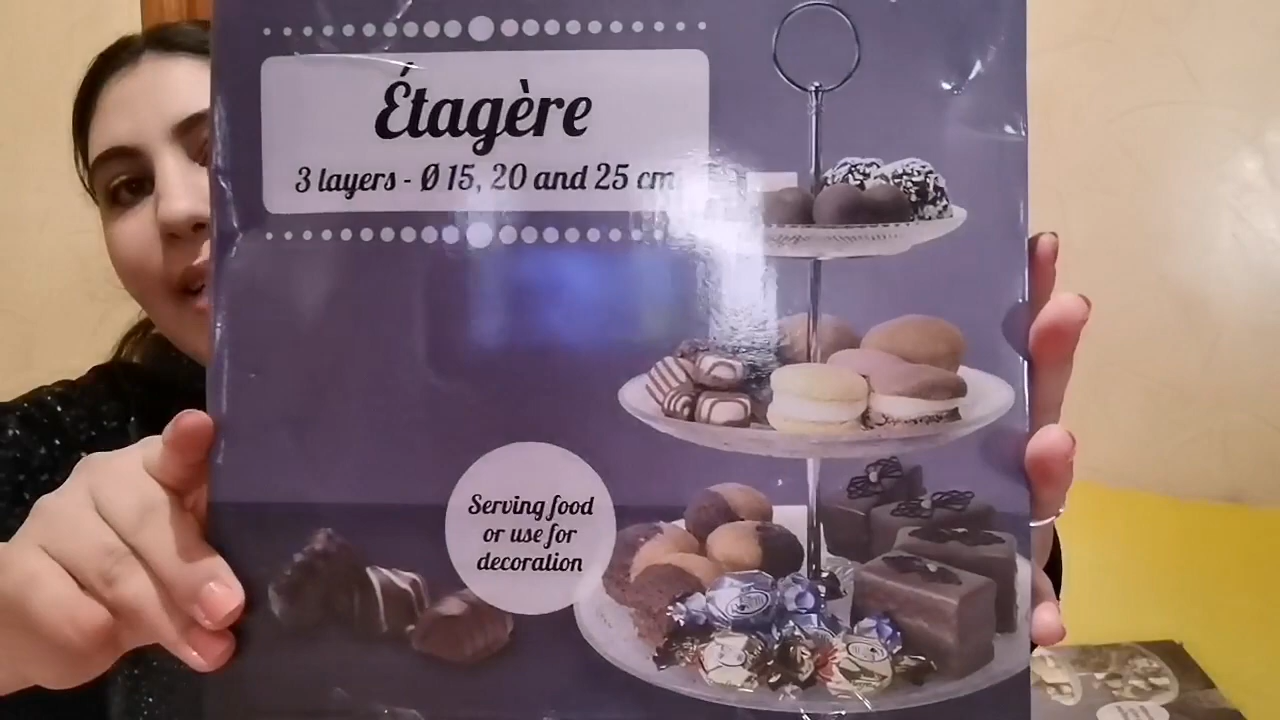 Étagère
3 layers - Ø 15, 20 and 25 cm
Serving food
or use for
decoration